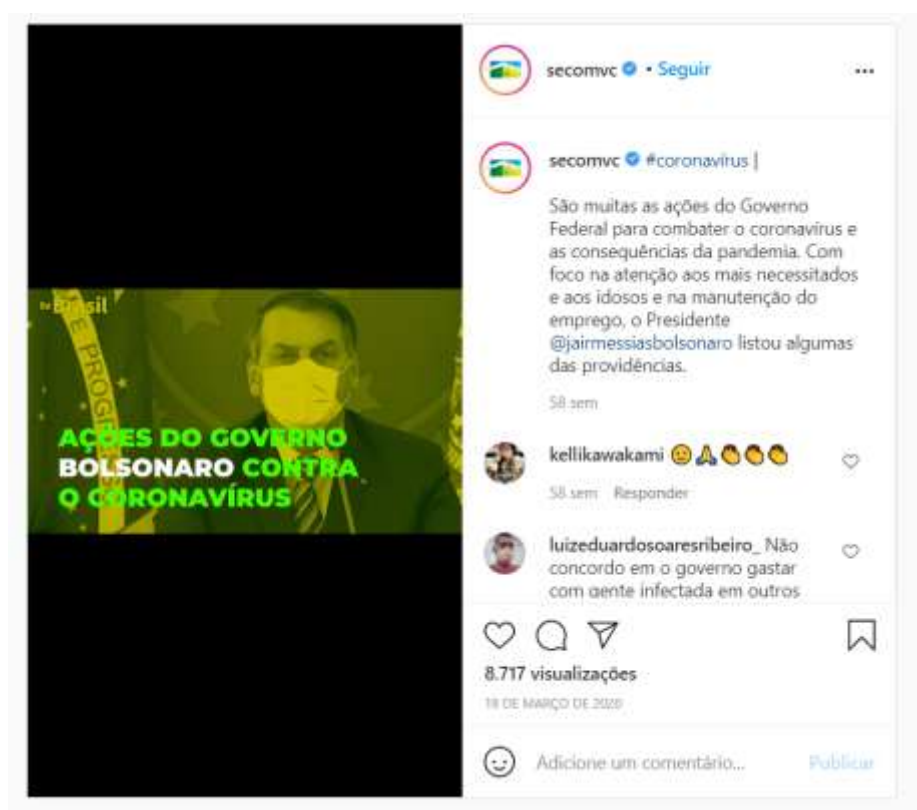 secomvc • Seguir
secomvc #coronavírus |
São muitas as ações do Governo
Federal para combater o coronavírus e
as consequências da pandemia. Com
foco na atenção aos mais necessitados
e aos idosos e na manutenção do
emprego, o Presidente
@jairmessiasbolsonaro listou algumas
das providências.
58 sem
Brasil
E PROG
AÇÕES DO GOVERNO
BOLSONARO CONTRA
O CORONAVÍRUS
kellikawakami 😐🙏👏👏👏
58 sem Responder
luizeduardosoaresribeiro_ Não
concordo em o governo gastar
com gente infectada em outros
8.717 visualizações
18 DE MARÇO DE 2020
Adicione um comentário... Publicar